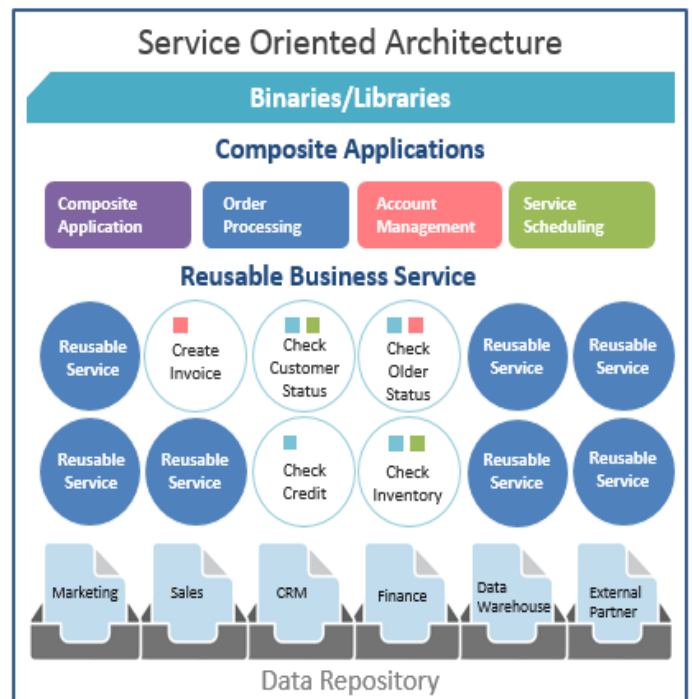 Service Oriented Architecture
Binaries/Libraries
Composite Applications
Composite
Application
Order
Processing
Account
Management
Service
Scheduling
Reusable Business Service
Reusable
Service
Create
Invoice
Check
Customer
Status
Check
Older
Status
Reusable
Service
Reusable
Service
Reusable
Service
Reusable
Service
Check
Credit
Check
Inventory
Reusable
Service
Reusable
Service
Marketing
Sales
CRM
Finance
Data
Warehouse
External
Partner
Data Repository